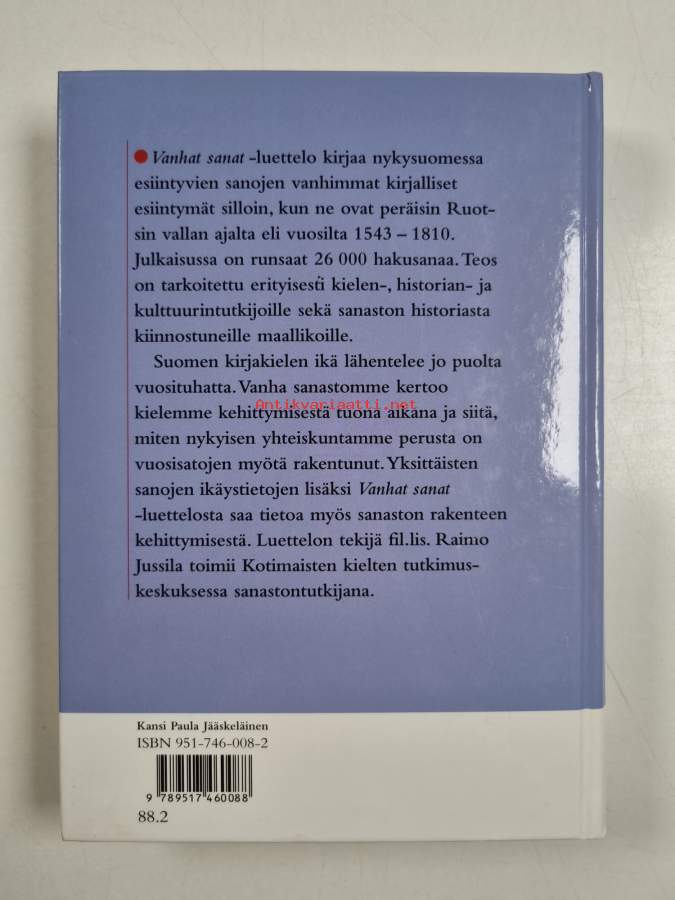 Vanhat sanat -luettelo kirjaa nykysuomessa
esiintyvien sanojen vanhimmat kirjalliset
esiintymät silloin, kun ne ovat peräisin Ruot-
sin vallan ajalta eli vuosilta 1543 – 1810.
Julkaisussa on runsaat 26 000 hakusanaa. Teos
on tarkoitettu erityisesti kielen-, historian- ja
kulttuurintutkijoille sekä sanaston historiasta
kiinnostuneille maallikoille.
Suomen kirjakielen ikä lähentelee jo puolta
vuosituhatta. Vanha sanastomme kertoo
Antikvariaatti.net
kielemme kehittymisestä tuona aikana ja siitä,
miten nykyisen yhteiskuntamme perusta on
vuosisatojen myötä rakentunut. Yksittäisten
sanojen ikäystietojen lisäksi Vanhat sanat
-luettelosta saa tietoa myös sanaston rakenteen
kehittymisestä. Luettelon tekijä fil.lis. Raimo
Jussila toimii Kotimaisten kielten tutkimus-
keskuksessa sanastontutkijana.
Kansi Paula Jääskeläinen
ISBN 951-746-008-2
9 789517 460088
88.2